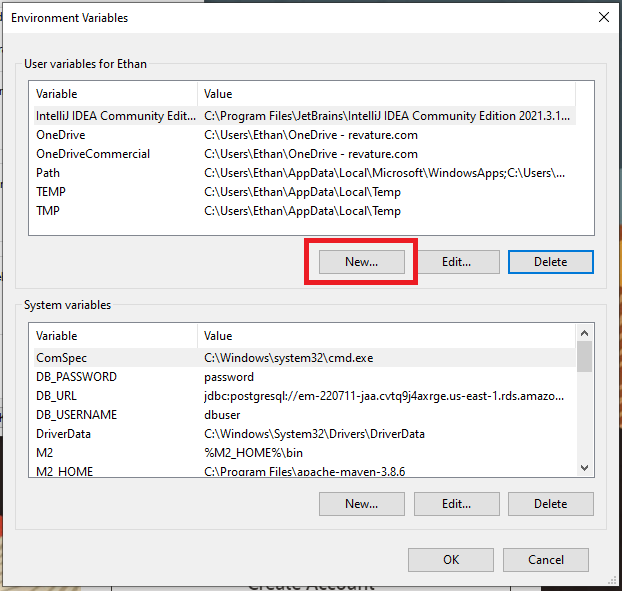 Environment Variables
User variables for Ethan
Variable Value
IntelliJ IDEA Community Edit... C:\Program Files\JetBrains\IntelliJ IDEA Community Edition 2021.3.1...
OneDrive C:\Users\Ethan\OneDrive - revature.com
OneDriveCommercial C:\Users\Ethan\OneDrive - revature.com
Path C:\Users\Ethan\AppData\Local\Microsoft\WindowsApps;C:\Users\...
TEMP C:\Users\Ethan\AppData\Local\Temp
TMP C:\Users\Ethan\AppData\Local\Temp
New... Edit... Delete
System variables
Variable Value
ComSpec C:\Windows\system32\cmd.exe
DB_PASSWORD password
DB_URL jdbc:postgresql://em-220711-jaa.cvtq9j4axrge.us-east-1.rds.amazo...
DB_USERNAME dbuser
DriverData C:\Windows\System32\Drivers\DriverData
M2 %M2_HOME%\bin
M2_HOME C:\Program Files\apache-maven-3.8.6
New... Edit... Delete
OK Cancel
Create Account